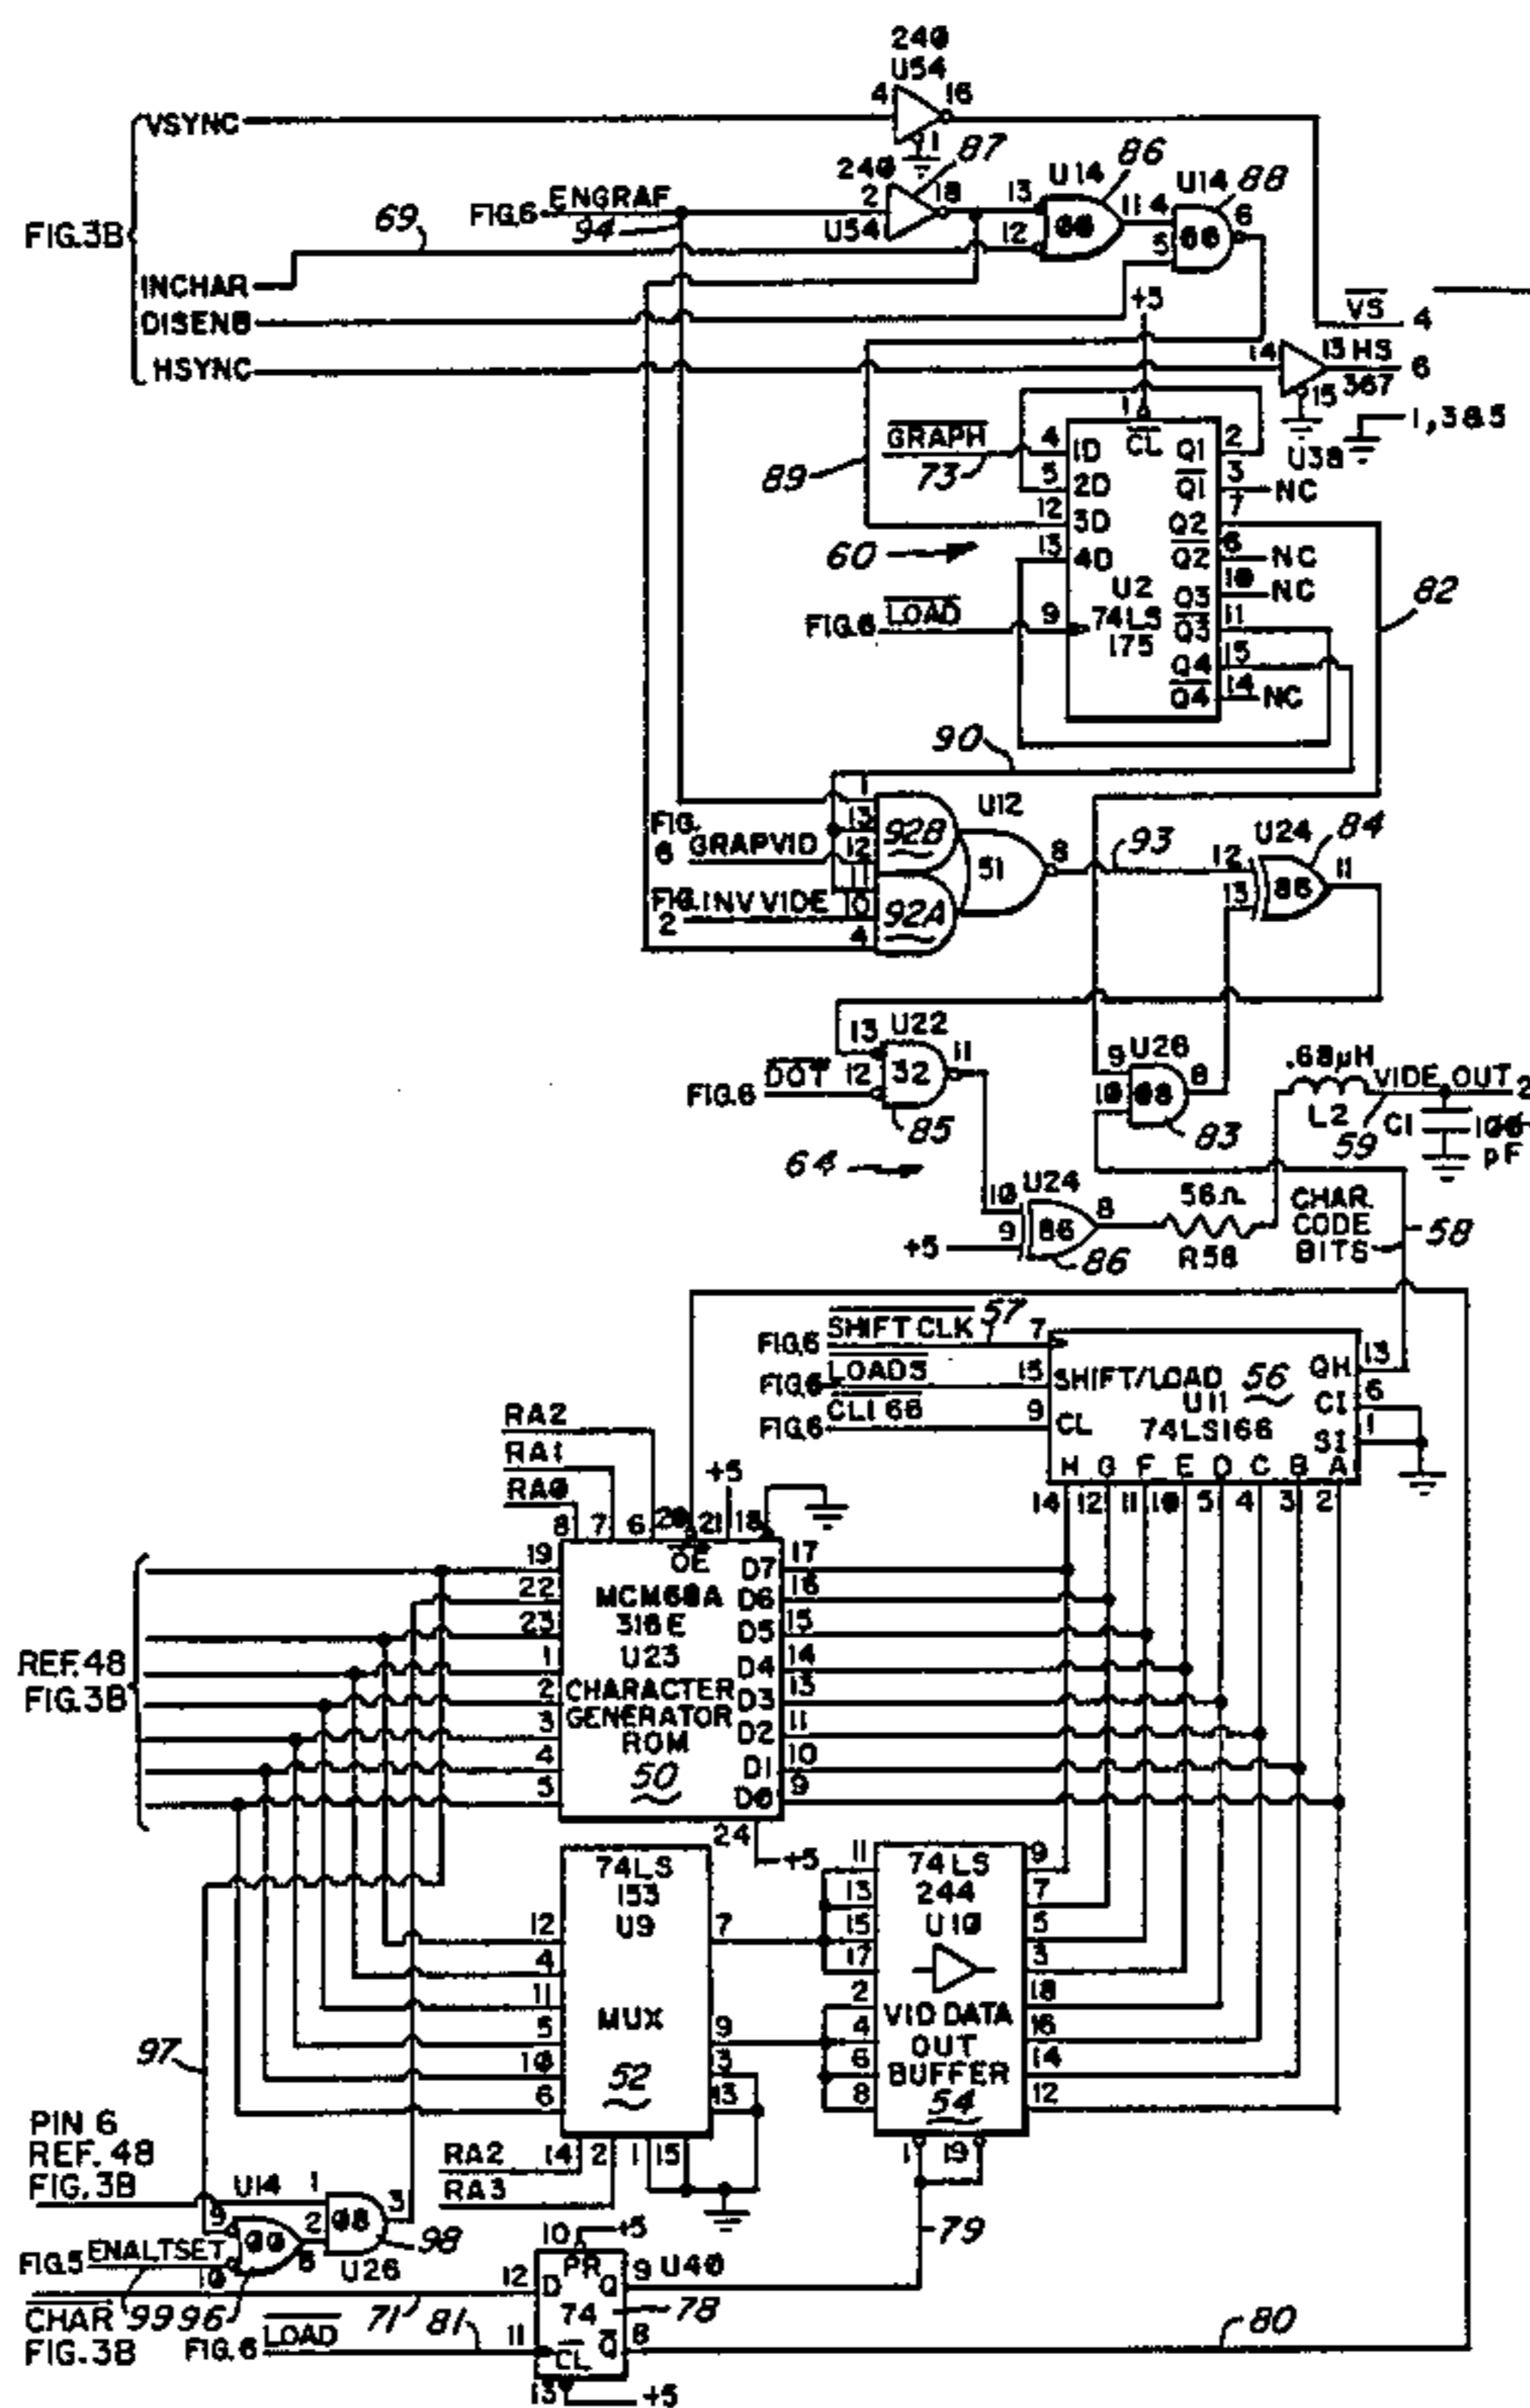 240
U54
4 16
VSYNC
1
87
86
240
2 18
U54
13
12
U14
11 4
U14
88
6
5
FIG.6 ENGRAF
94
69
FIG.3B
INCHAR
DISENB
HSYNC
+5
VS 4
14 13 HS 6
15 367
U38
1,3&5
1
GRAPH 4 1D CL Q1 2
73
5 2D Q1 3 NC
89
12 3D Q2 7
60
13 4D Q2 6 NC
U2 Q3 10 NC
82
FIG.6 LOAD 9 74LS Q3 11
175
Q4 15
Q4 14 NC
90
1
U12
13
92B
FIG. 6 GRAPVID 12
51
8
93
U24
84
12
11
13
86
11
FIG. 2 INV VIDE 10
92A
4
13 U22
11
FIG.6 DOT 12 32
85
9 U26
8
10 08
83
.68µH VIDE OUT 2
L2
59
C1
100
pF
64
10 U24
8
9 86
+5
86
56Ω
R58
CHAR.
CODE
BITS
58
FIG.6 SHIFT CLK 57 7
FIG.6 LOADS 15 SHIFT/LOAD 56 QH 13
U11 CI 6
FIG.6 CL166 9 CL 74LS166 SI 1
H G F E D C B A
14 12 11 10 5 4 3 2
RA2
RA1
RA0
+5
8 7 6 20 21 18
OE
19 D7 17
22 MCM68A D6 16
23 316E D5 15
REF.48
FIG.3B
1 U23 D4 14
2 CHARACTER D3 13
3 GENERATOR D2 11
ROM
4 50 D1 10
5 D0 9
24
+5
74LS
153
U9
12 7
4
11
5 MUX 9
10 52 3
6 13
RA2 14 2 1 15
RA3
11 74LS 9
13 244 7
15 U10 5
17 3
2 18
4 VID DATA 16
OUT
6 BUFFER 14
8 54 12
1 19
97
PIN 6
REF. 48
FIG.3B
U14 1
9
2 08 3
98
00 8
U26
FIG.5 ENALTSET
10
99 96
79
10 +5
12 D PR Q 9 U40
74 78
71 81
CHAR
FIG.3B
FIG.6 LOAD 11 CL Q 8
80
13 +5